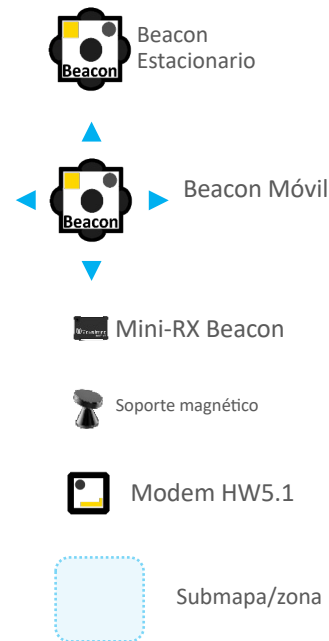 Beacon
Estacionario
Beacon
Beacon Móvil
Beacon
Mini-RX Beacon
Soporte magnético
Modem HW5.1
Submapa/zona